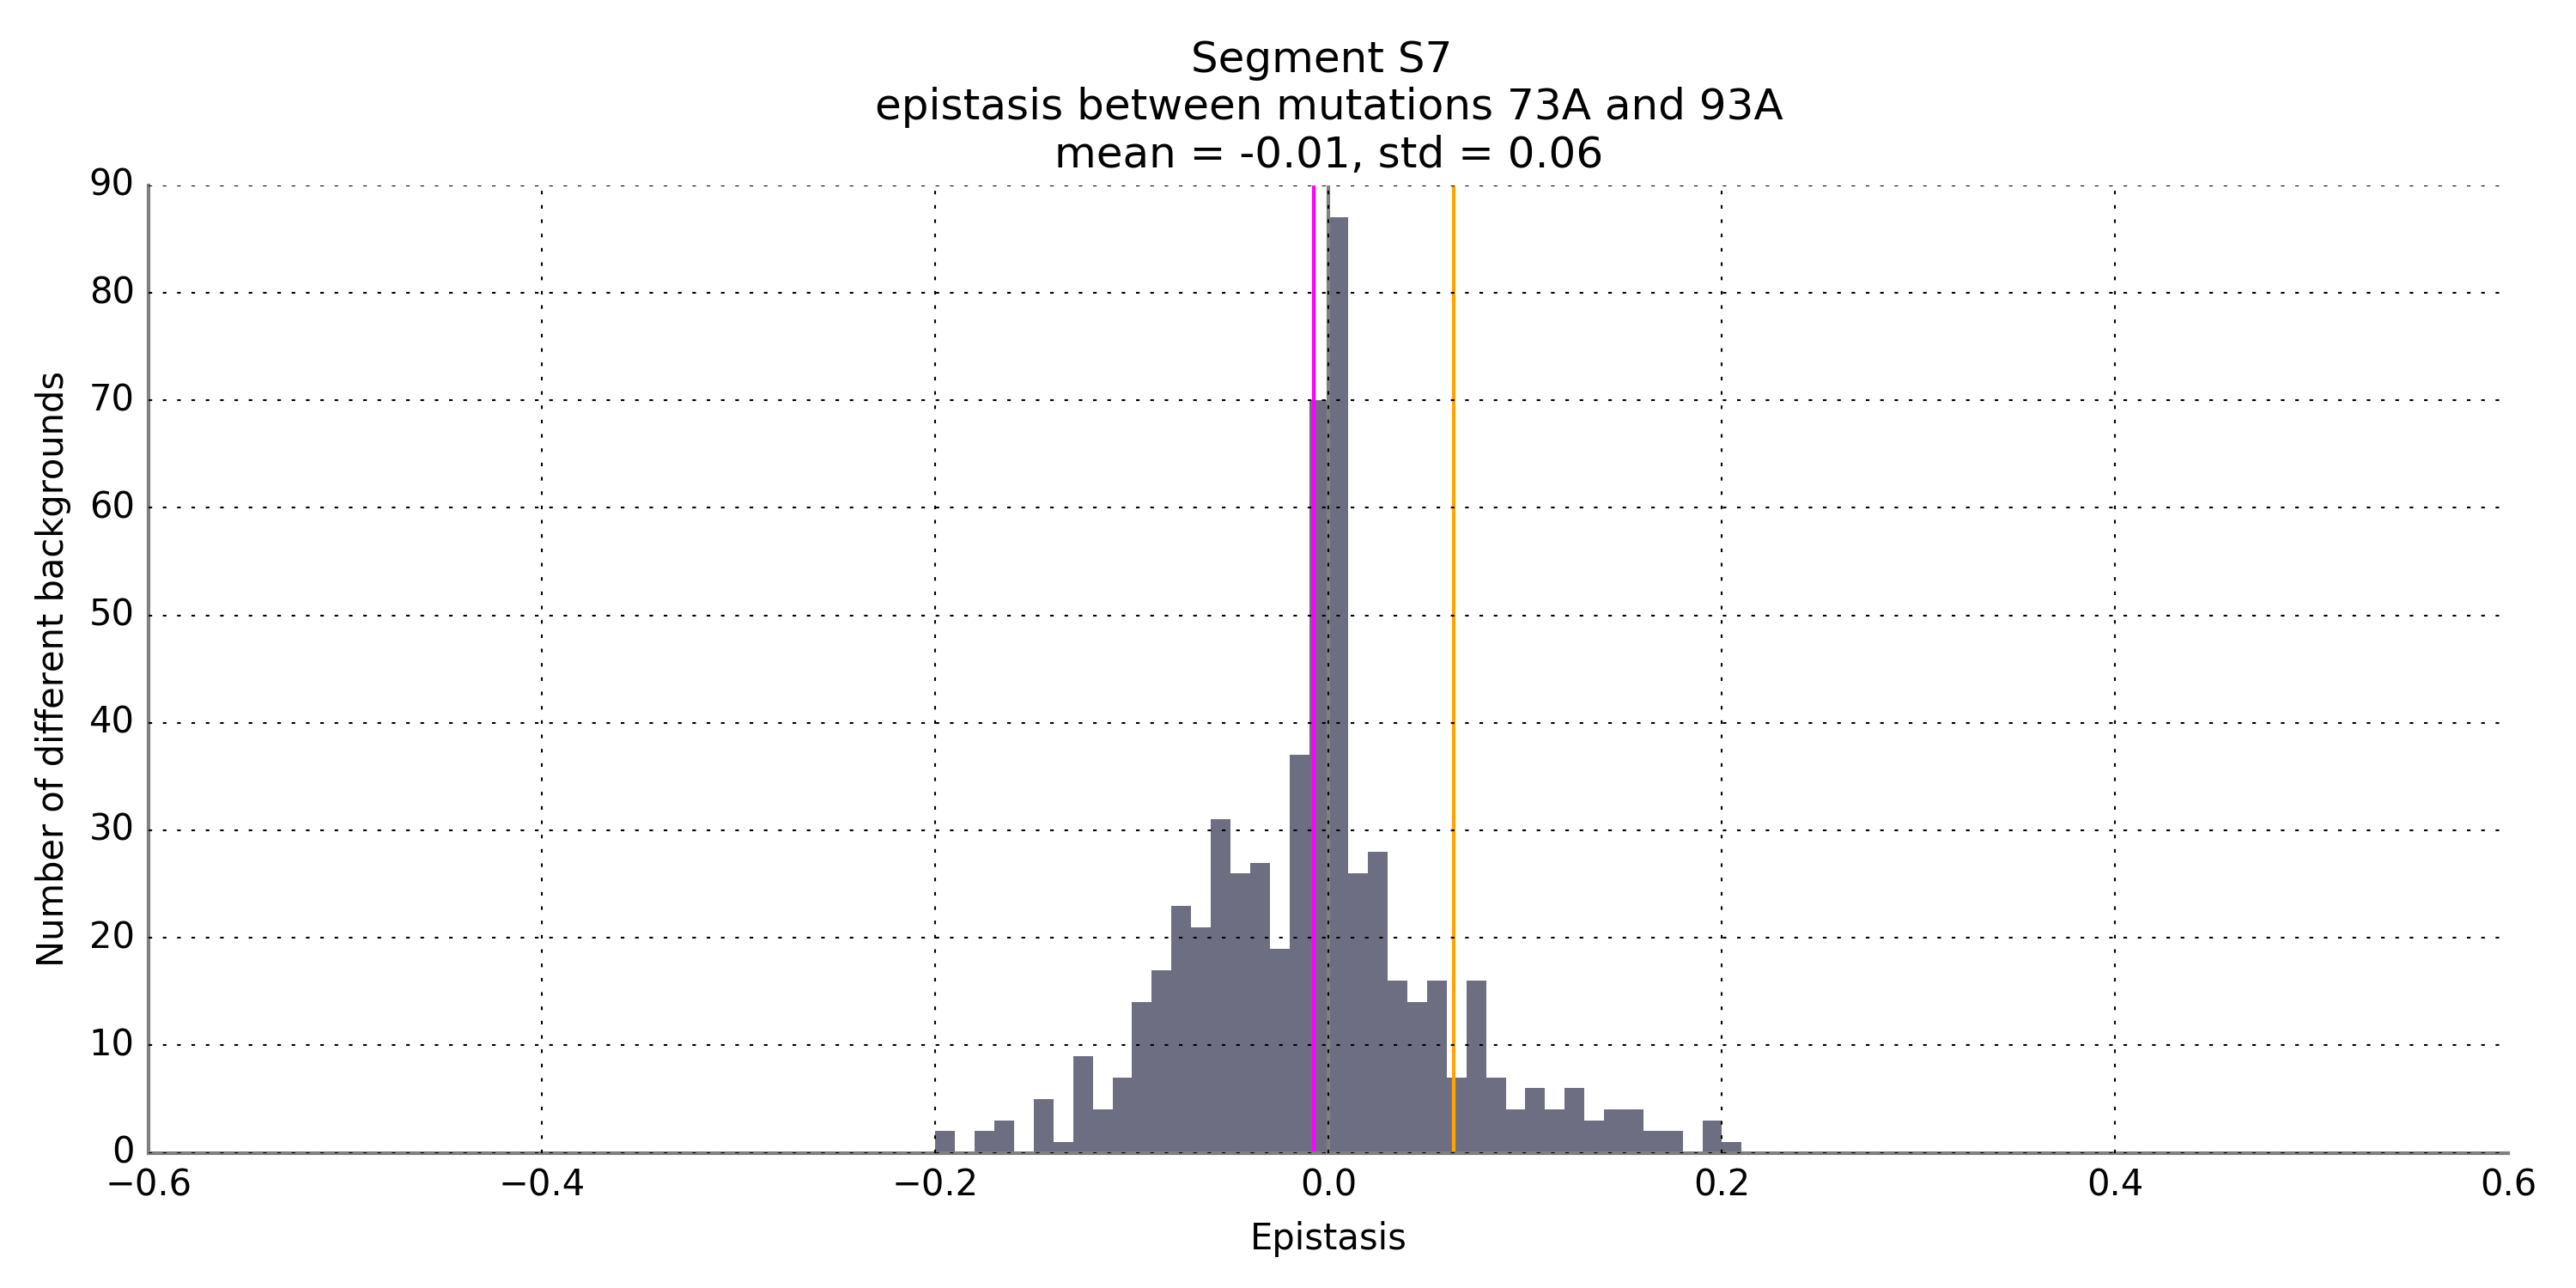 Segment S7
epistasis between mutations 73A and 93A
mean = -0.01, std = 0.06
90
80
70
60
50
40
30
20
10
0
Number of different backgrounds
−0.6 −0.4 −0.2 0.0 0.2 0.4 0.6
Epistasis